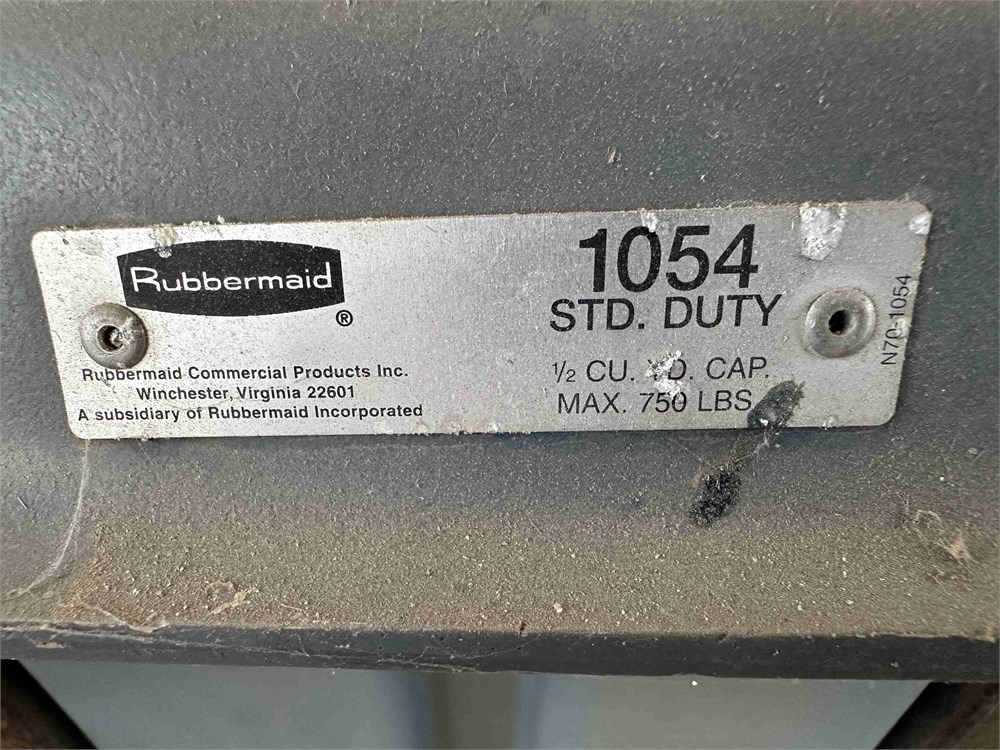 Rubbermaid
®
Rubbermaid Commercial Products Inc.
Winchester, Virginia 22601
A subsidiary of Rubbermaid Incorporated
1054
STD. DUTY
1/2 CU. YD. CAP.
MAX. 750 LBS
N70-1054